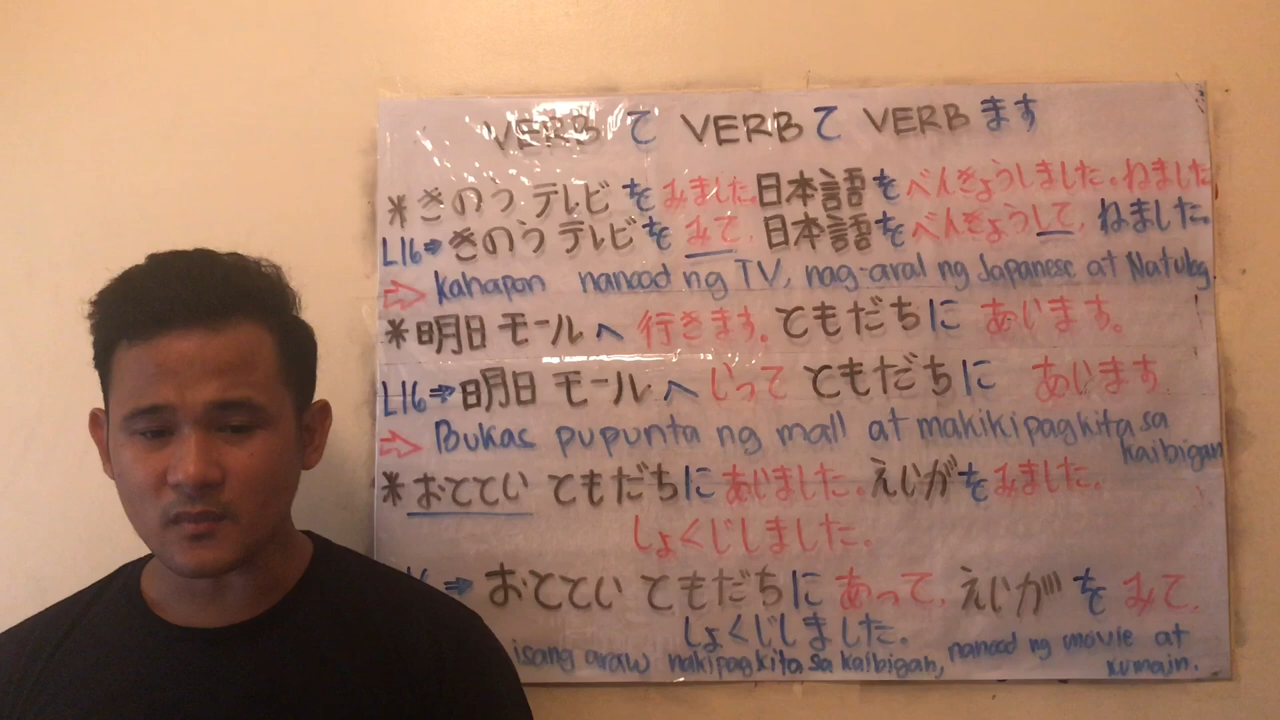 VERB て VERB て VERB ます
* きのう テレビ を みました。日本語 を べんきょうしました。ねました
L16⇒ きのう テレビ を みて, 日本語 を べんきょうして, ねました。
⇒ kahapon nanood ng TV, nag-aral ng Japanese at Natulog.
* 明日 モール へ 行きます。ともだち に あいます。
L16⇒ 明日 モール へ いって ともだち に あいます
⇒ Bukas pupunta ng mall at makikipagkita sa
kaibigan
* おととい ともだち に あいました。えいが を みました。
しょくじしました。
⇒ おととい ともだち に あって, えいが を みて,
しょくじしました。
isang araw nakipagkita sa kaibigan, nanood ng movie at
kumain.